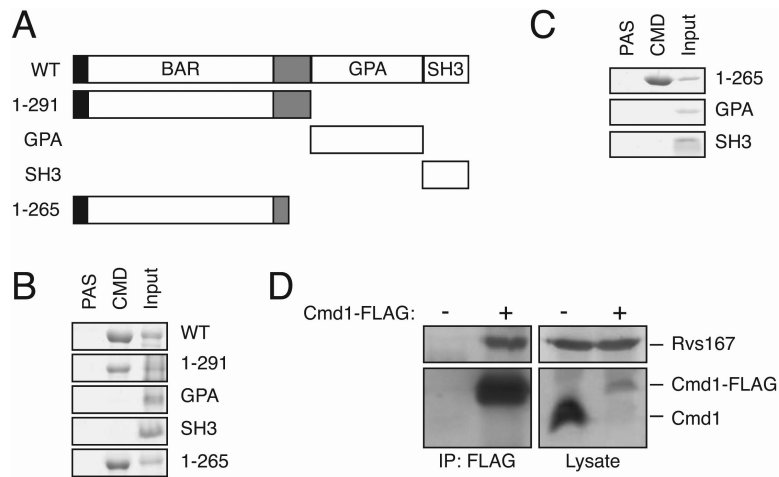 A
WT BAR GPA SH3
1-291
GPA
SH3
1-265
B
PAS CMD Input
WT
1-291
GPA
SH3
1-265
C
PAS CMD Input
1-265
GPA
SH3
D
Cmd1-FLAG: - + - +
Rvs167
Cmd1-FLAG
Cmd1
IP: FLAG Lysate